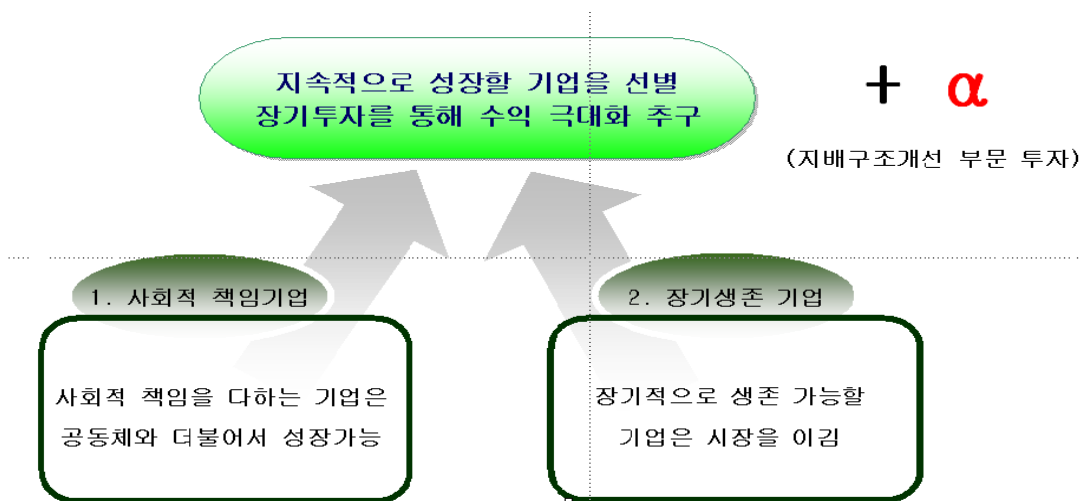 지속적으로 성장할 기업을 선별
장기투자를 통해 수익 극대화 추구
+ α
(지배구조개선 부문 투자)
1. 사회적 책임기업
사회적 책임을 다하는 기업은
공동체와 더불어서 성장가능
2. 장기생존 기업
장기적으로 생존 가능할
기업은 시장을 이김